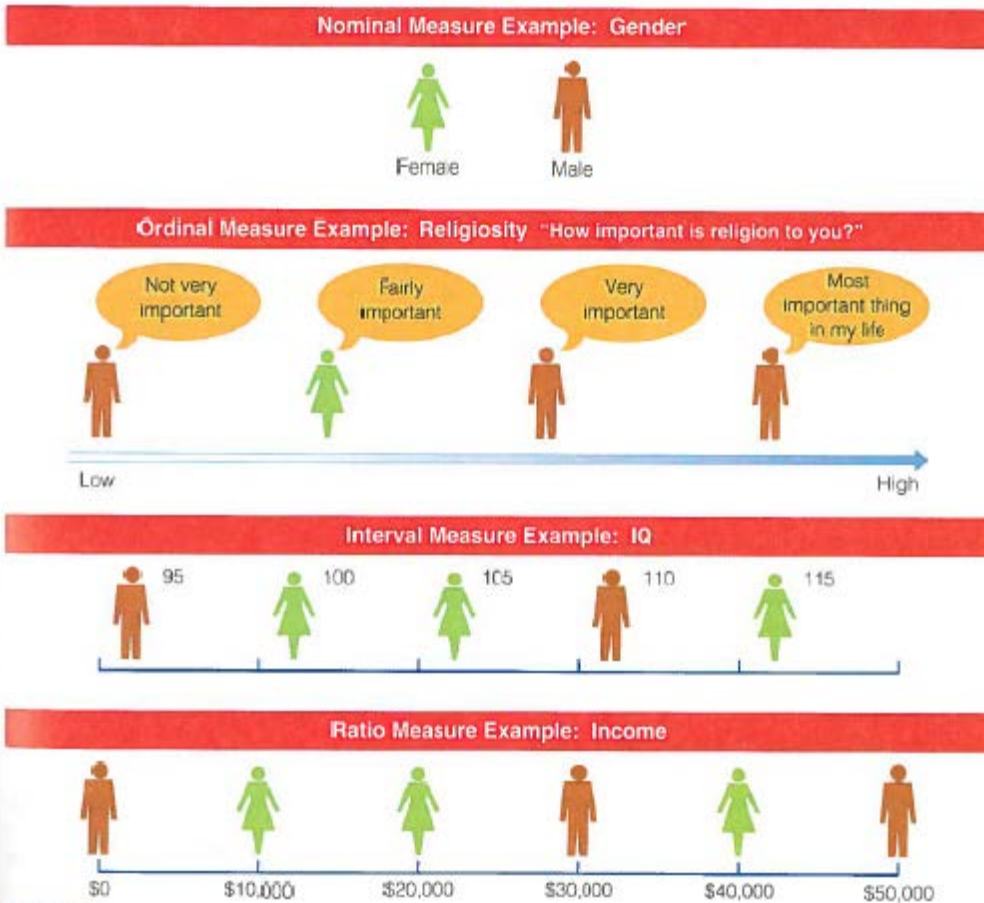 Nominal Measure Example: Gender
Female Male
Ordinal Measure Example: Religiosity "How important is religion to you?"
Not very
important
Fairly
important
Very
important
Most
important thing
in my life
Low High
Interval Measure Example: IQ
95 100 105 110 115
Ratio Measure Example: Income
$0 $10,000 $20,000 $30,000 $40,000 $50,000